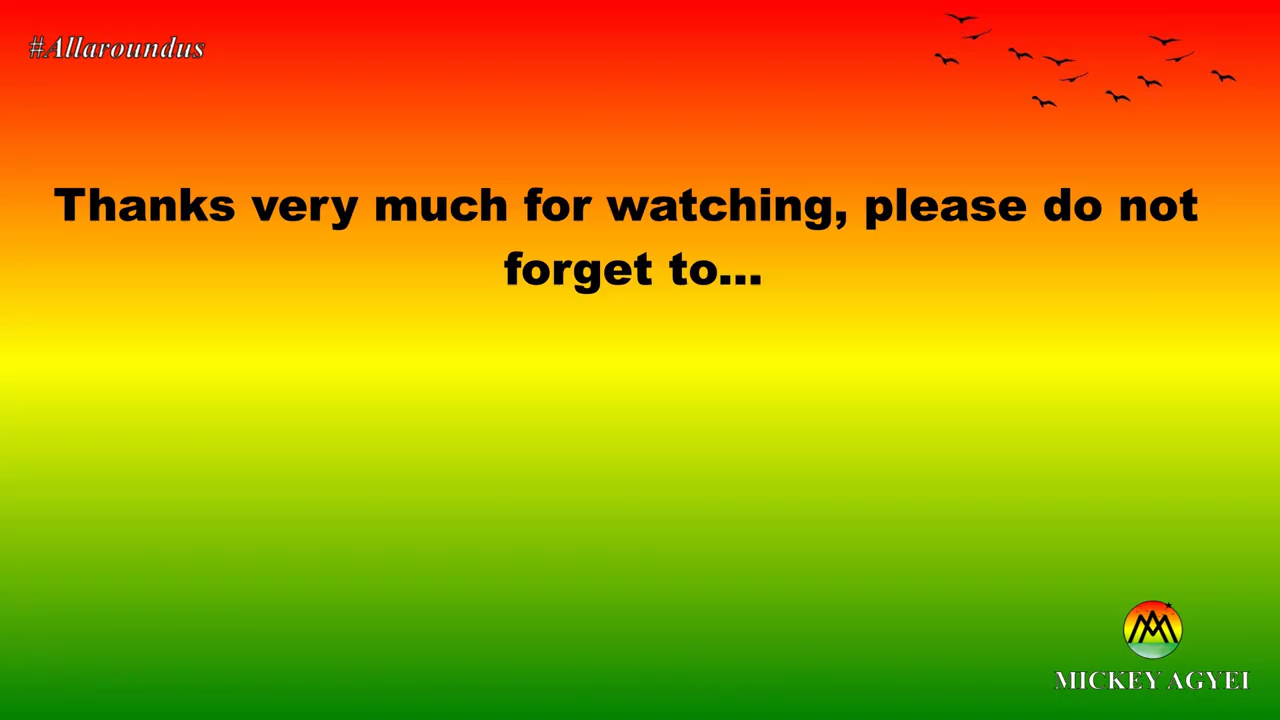 #Allaroundus
Thanks very much for watching, please do not
forget to...
MICKEY AGYEI